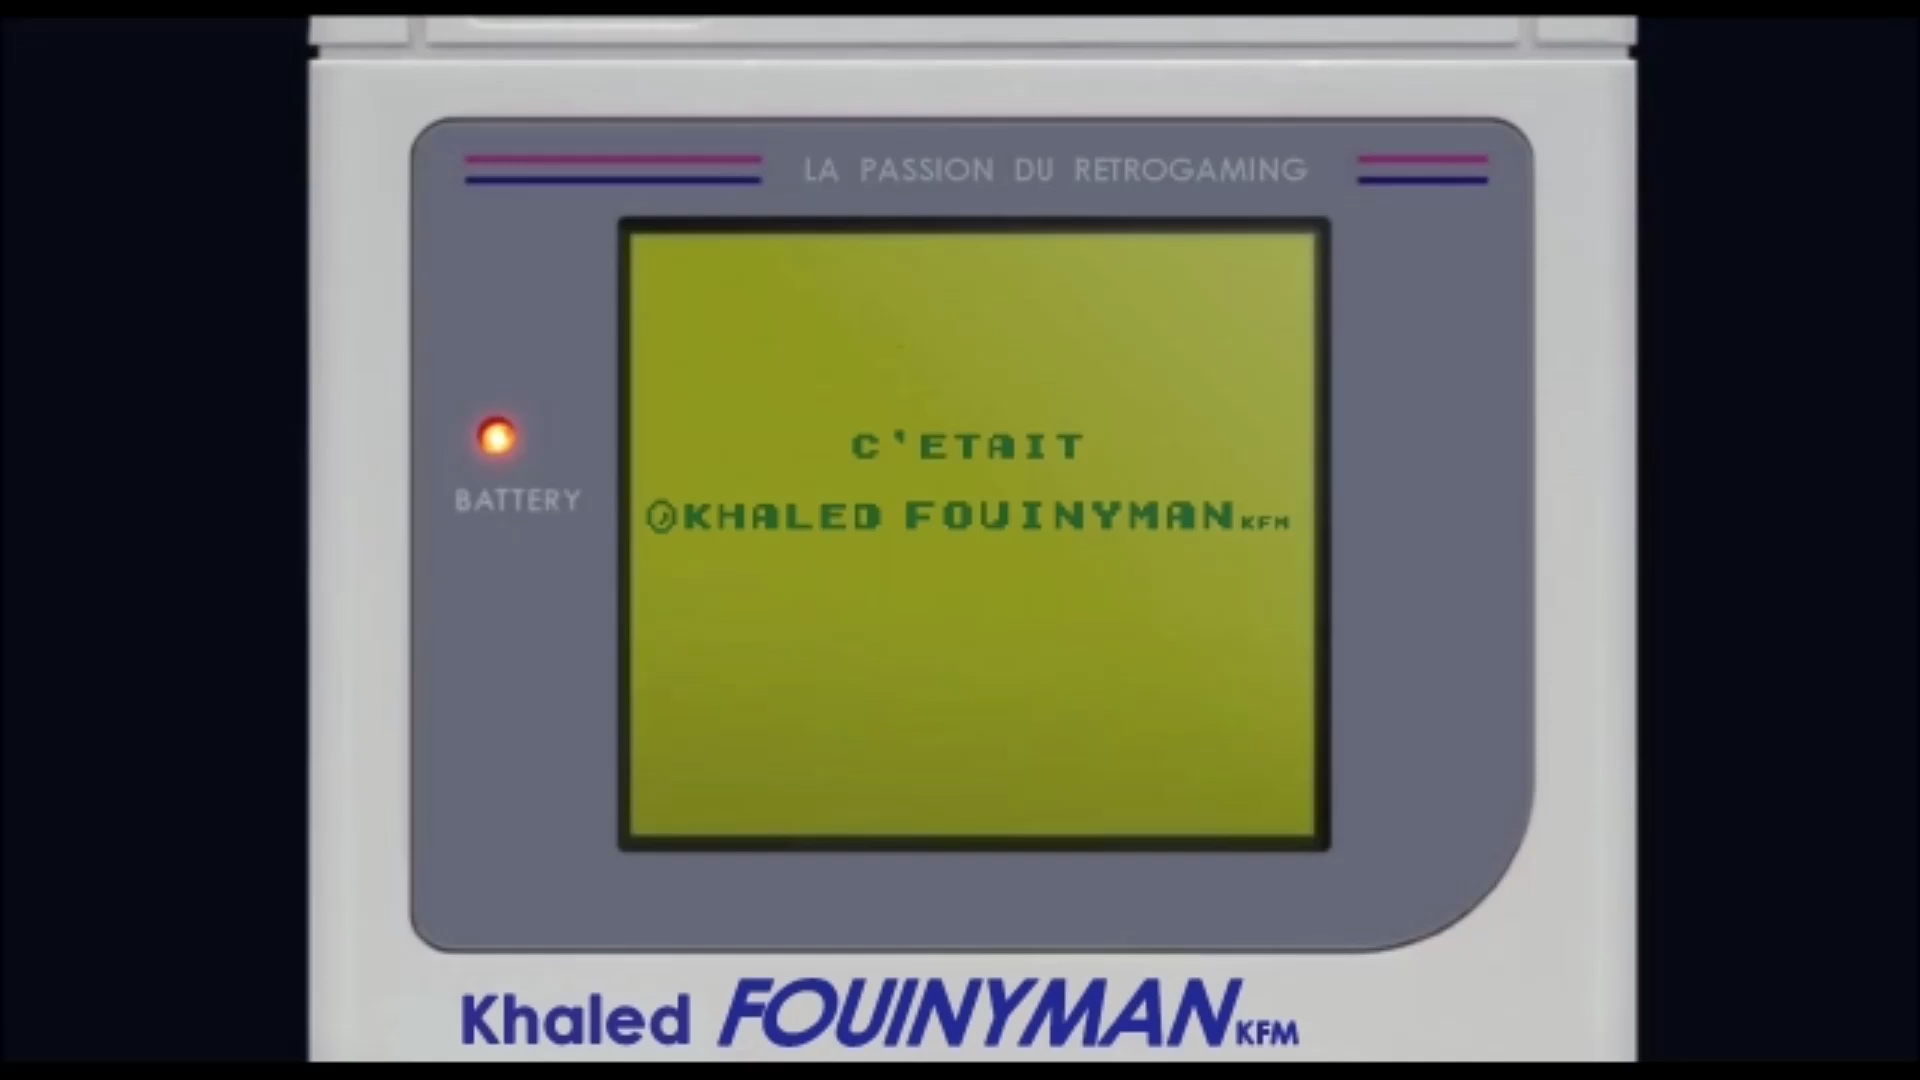 LA PASSION DU RETROGAMING
BATTERY
C'ETAIT
KHALED FOUINYMAN KFM
Khaled FOUINYMAN KFM